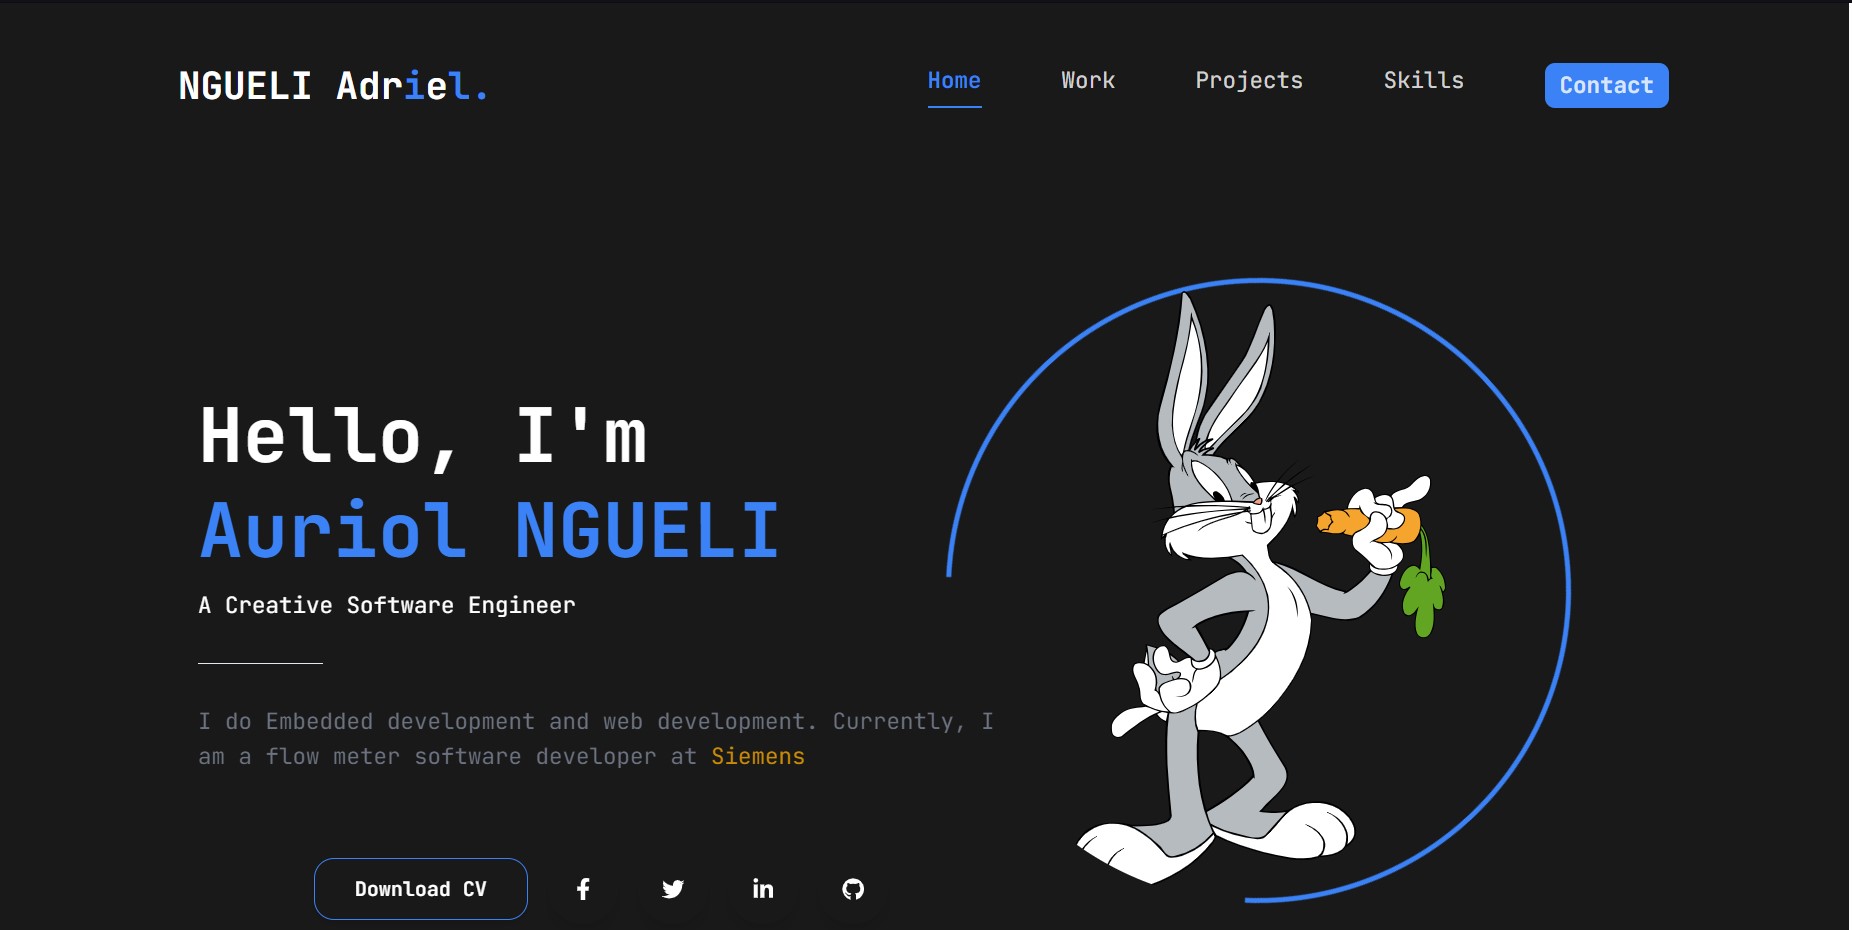 NGUELI Adriel.
Home Work Projects Skills Contact
Hello, I'm
Auriol NGUELI
A Creative Software Engineer
I do Embedded development and web development. Currently, I
am a flow meter software developer at Siemens
Download CV